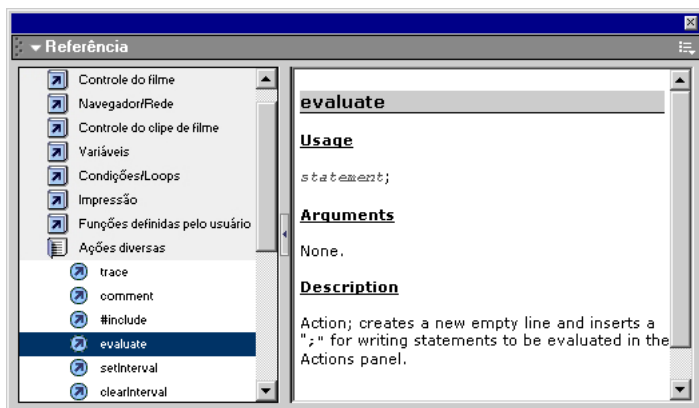 Referência
Controle do filme
Navegador/Rede
Controle do clipe de filme
Variáveis
Condições/Loops
Impressão
Funções definidas pelo usuário
Ações diversas
trace
comment
#include
evaluate
setInterval
clearInterval
evaluate
Usage
statement;
Arguments
None.
Description
Action; creates a new empty line and inserts a
";" for writing statements to be evaluated in the
Actions panel.